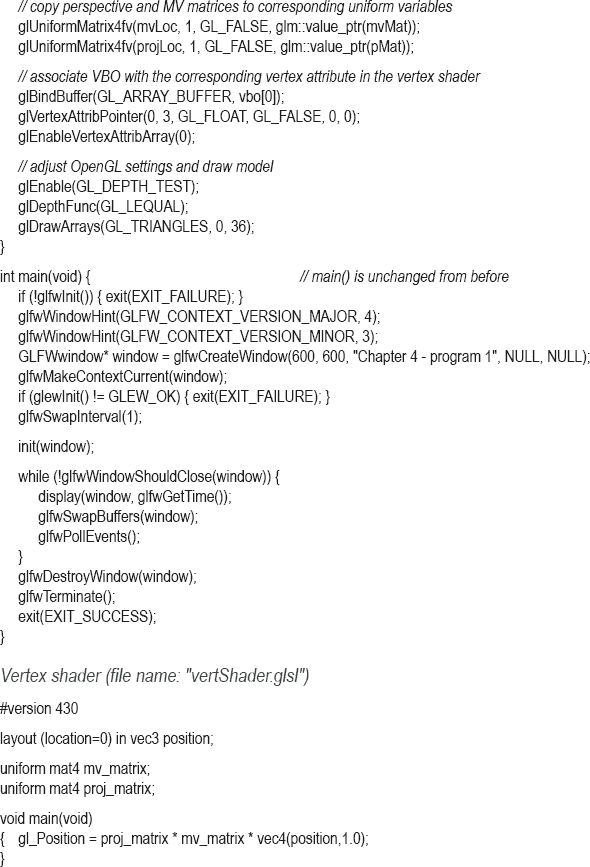 // copy perspective and MV matrices to corresponding uniform variables
glUniformMatrix4fv(mvLoc, 1, GL_FALSE, glm::value_ptr(mvMat));
glUniformMatrix4fv(projLoc, 1, GL_FALSE, glm::value_ptr(pMat));
// associate VBO with the corresponding vertex attribute in the vertex shader
glBindBuffer(GL_ARRAY_BUFFER, vbo[0]);
glVertexAttribPointer(0, 3, GL_FLOAT, GL_FALSE, 0, 0);
glEnableVertexAttribArray(0);
// adjust OpenGL settings and draw model
glEnable(GL_DEPTH_TEST);
glDepthFunc(GL_LEQUAL);
glDrawArrays(GL_TRIANGLES, 0, 36);
}
int main(void) { // main() is unchanged from before
if (!glfwInit()) { exit(EXIT_FAILURE); }
glfwWindowHint(GLFW_CONTEXT_VERSION_MAJOR, 4);
glfwWindowHint(GLFW_CONTEXT_VERSION_MINOR, 3);
GLFWwindow* window = glfwCreateWindow(600, 600, "Chapter 4 - program 1", NULL, NULL);
glfwMakeContextCurrent(window);
if (glewInit() != GLEW_OK) { exit(EXIT_FAILURE); }
glfwSwapInterval(1);
init(window);
while (!glfwWindowShouldClose(window)) {
display(window, glfwGetTime());
glfwSwapBuffers(window);
glfwPollEvents();
}
glfwDestroyWindow(window);
glfwTerminate();
exit(EXIT_SUCCESS);
}
Vertex shader (file name: "vertShader.glsl")
#version 430
layout (location=0) in vec3 position;
uniform mat4 mv_matrix;
uniform mat4 proj_matrix;
void main(void)
{ gl_Position = proj_matrix * mv_matrix * vec4(position,1.0);
}